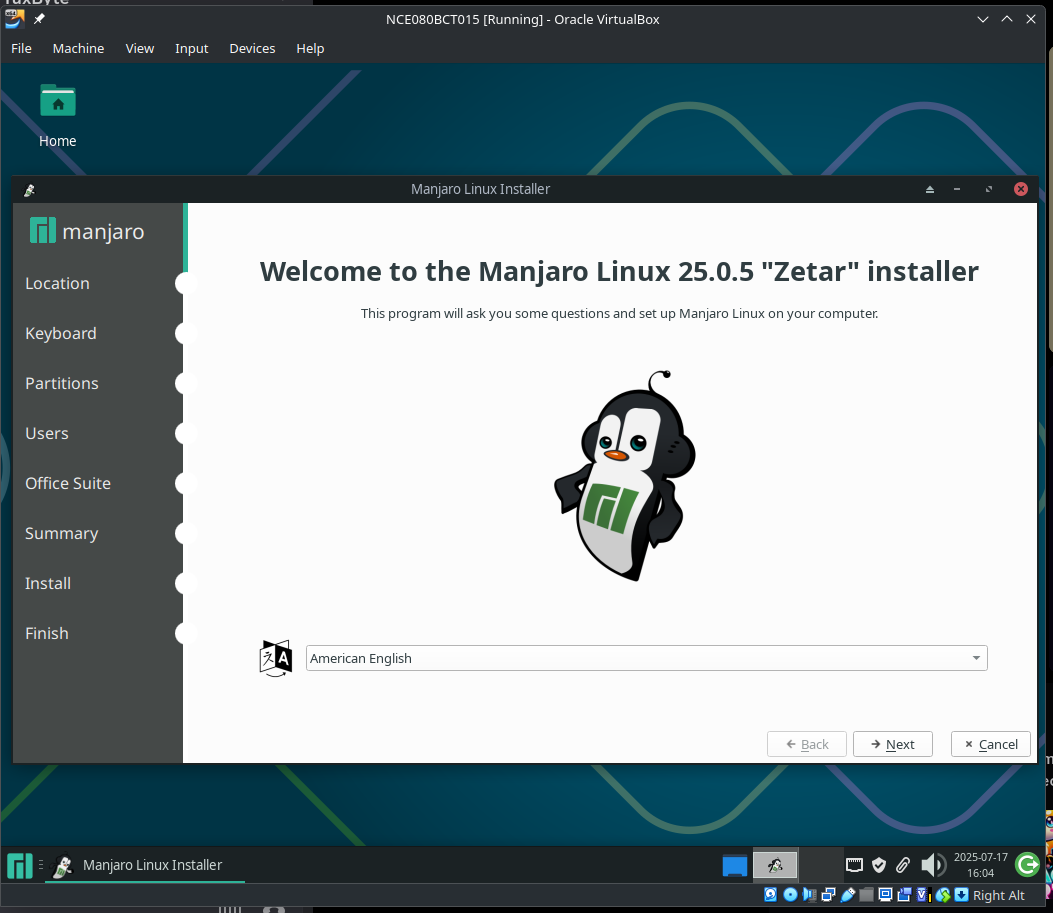 TuxByte
NCE080BCT015 [Running] - Oracle VirtualBox
File Machine View Input Devices Help
Home
Manjaro Linux Installer
manjaro
Location
Keyboard
Partitions
Users
Office Suite
Summary
Install
Finish
Welcome to the Manjaro Linux 25.0.5 "Zetar" installer
This program will ask you some questions and set up Manjaro Linux on your computer.
American English
Back Next Cancel
Manjaro Linux Installer
2025-07-17
16:04
Right Alt